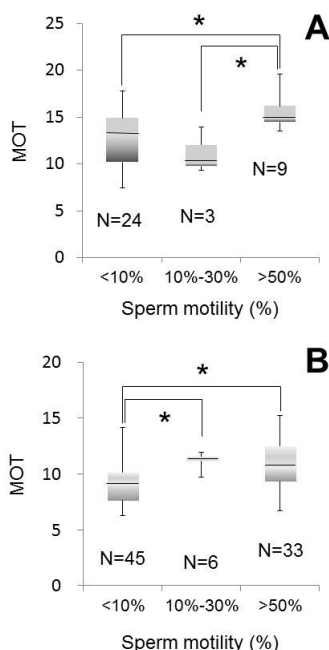 A
*
*
25
20
15
10
5
0
MOT
N=24
N=3
N=9
<10%
10%-30%
>50%
Sperm motility (%)
B
*
*
20
15
10
5
0
MOT
N=45
N=6
N=33
<10%
10%-30%
>50%
Sperm motility (%)